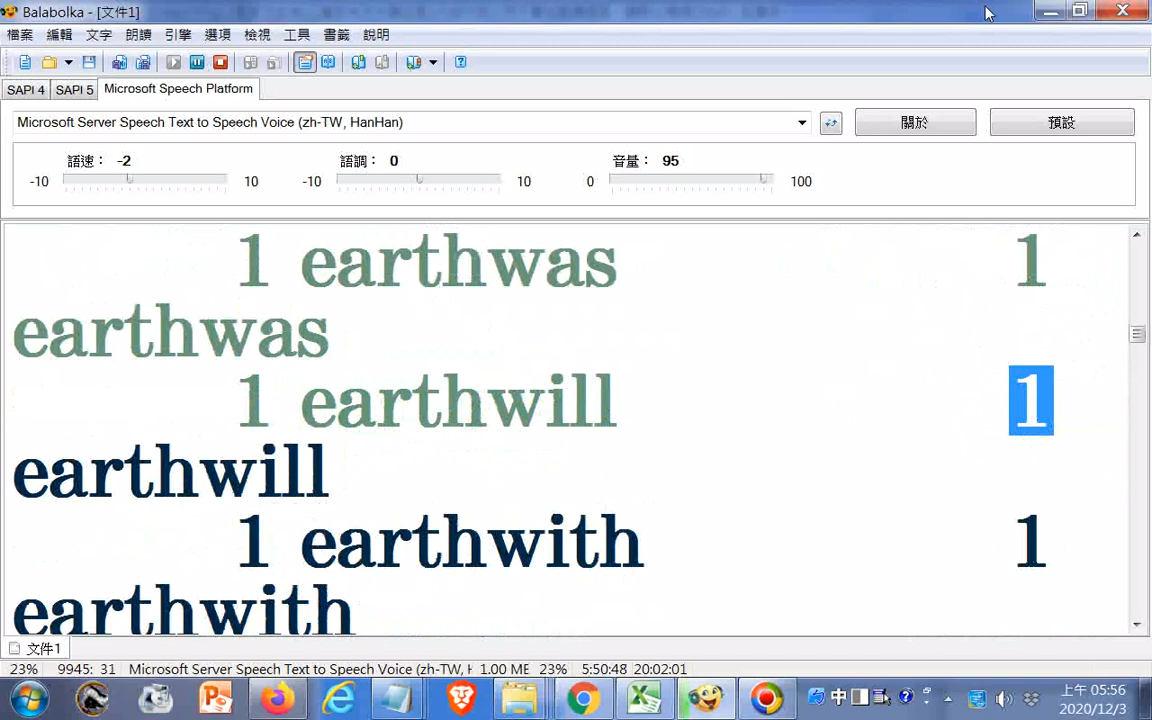 Balabolka - [文件1]
檔案 編輯 文字 朗讀 引擎 選項 檢視 工具 書籤 說明
SAPI 4 SAPI 5 Microsoft Speech Platform
Microsoft Server Speech Text to Speech Voice (zh-TW, HanHan) 關於 預設
語速： -2 語調： 0 音量： 95
-10 10 -10 10 0 100
1 earthwas 1
earthwas
1 earthwill 1
earthwill
1 earthwith 1
earthwith
文件1
23% 9945: 31 Microsoft Server Speech Text to Speech Voice (zh-TW, H 1.00 ME 23% 5:50:48 20:02:01
中 上午 05:56
2020/12/3